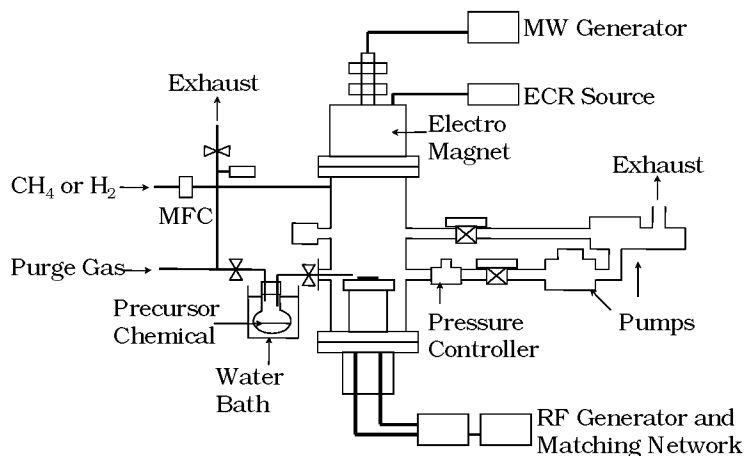 MW Generator
Exhaust
ECR Source
Electro
Magnet
Exhaust
CH₄ or H₂
MFC
Purge Gas
Precursor
Chemical
Pressure
Controller
Pumps
Water
Bath
RF Generator and
Matching Network